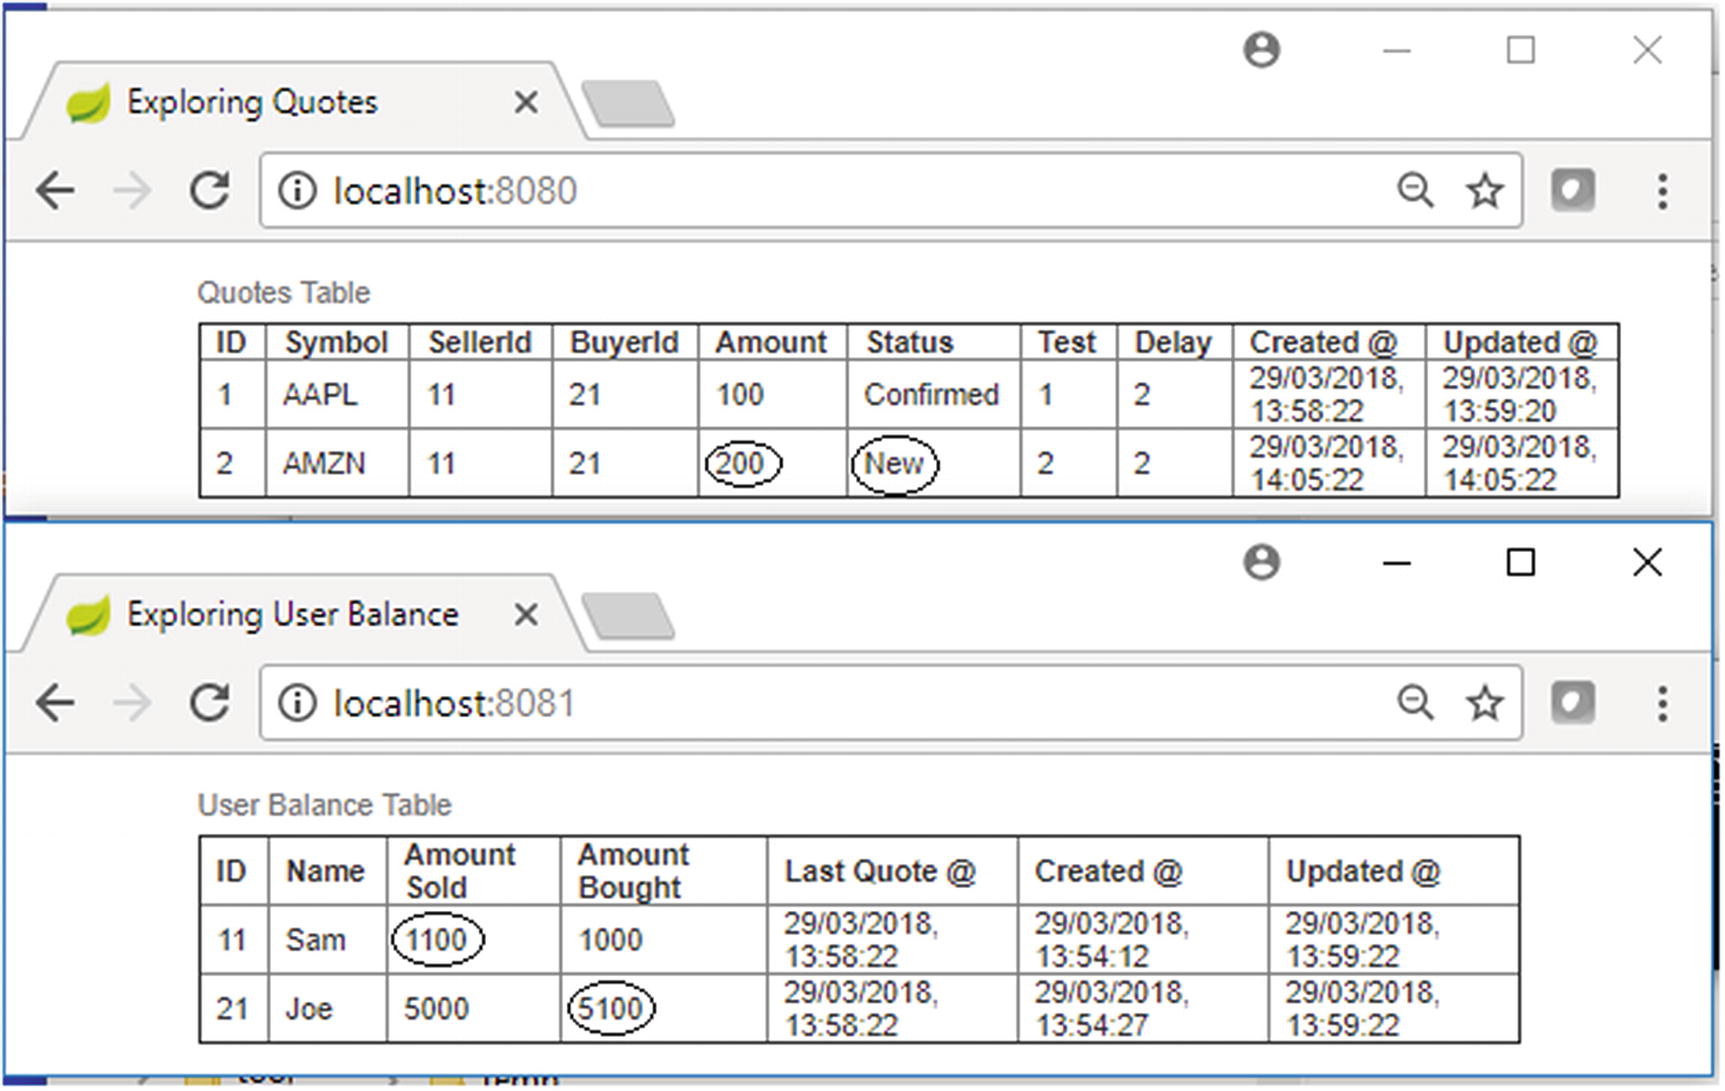 Exploring Quotes
localhost:8080
Quotes Table
ID Symbol SellerId BuyerId Amount Status Test Delay Created @ Updated @
1 AAPL 11 21 100 Confirmed 1 2 29/03/2018, 13:58:22 29/03/2018, 13:59:20
2 AMZN 11 21 200 New 2 2 29/03/2018, 14:05:22 29/03/2018, 14:05:22
Exploring User Balance
localhost:8081
User Balance Table
ID Name Amount Sold Amount Bought Last Quote @ Created @ Updated @
11 Sam 1100 1000 29/03/2018, 13:58:22 29/03/2018, 13:54:12 29/03/2018, 13:59:22
21 Joe 5000 5100 29/03/2018, 13:58:22 29/03/2018, 13:54:27 29/03/2018, 13:59:22